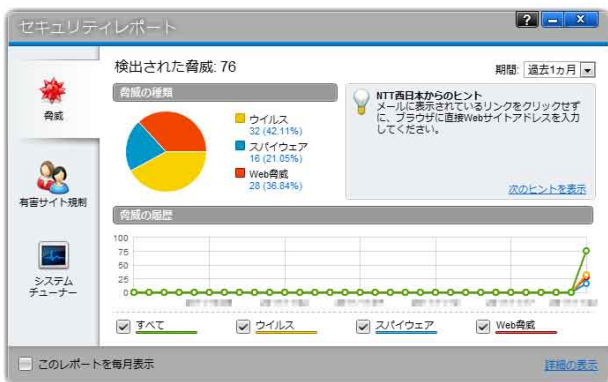 セキュリティレポート
?
検出された脅威: 76
期間: 過去1ヵ月
脅威
脅威の種類
ウイルス
32 (42.11%)
スパイウェア
16 (21.05%)
Web脅威
28 (36.84%)
NTT西日本からのヒント
メールに表示されているリンクをクリックせず
に、ブラウザに直接Webサイトアドレスを入力
してください。
次のヒントを表示
有害サイト規制
脅威の履歴
100
75
50
25
0
システム
チューナー
すべて
ウイルス
スパイウェア
Web脅威
このレポートを毎月表示
詳細の表示